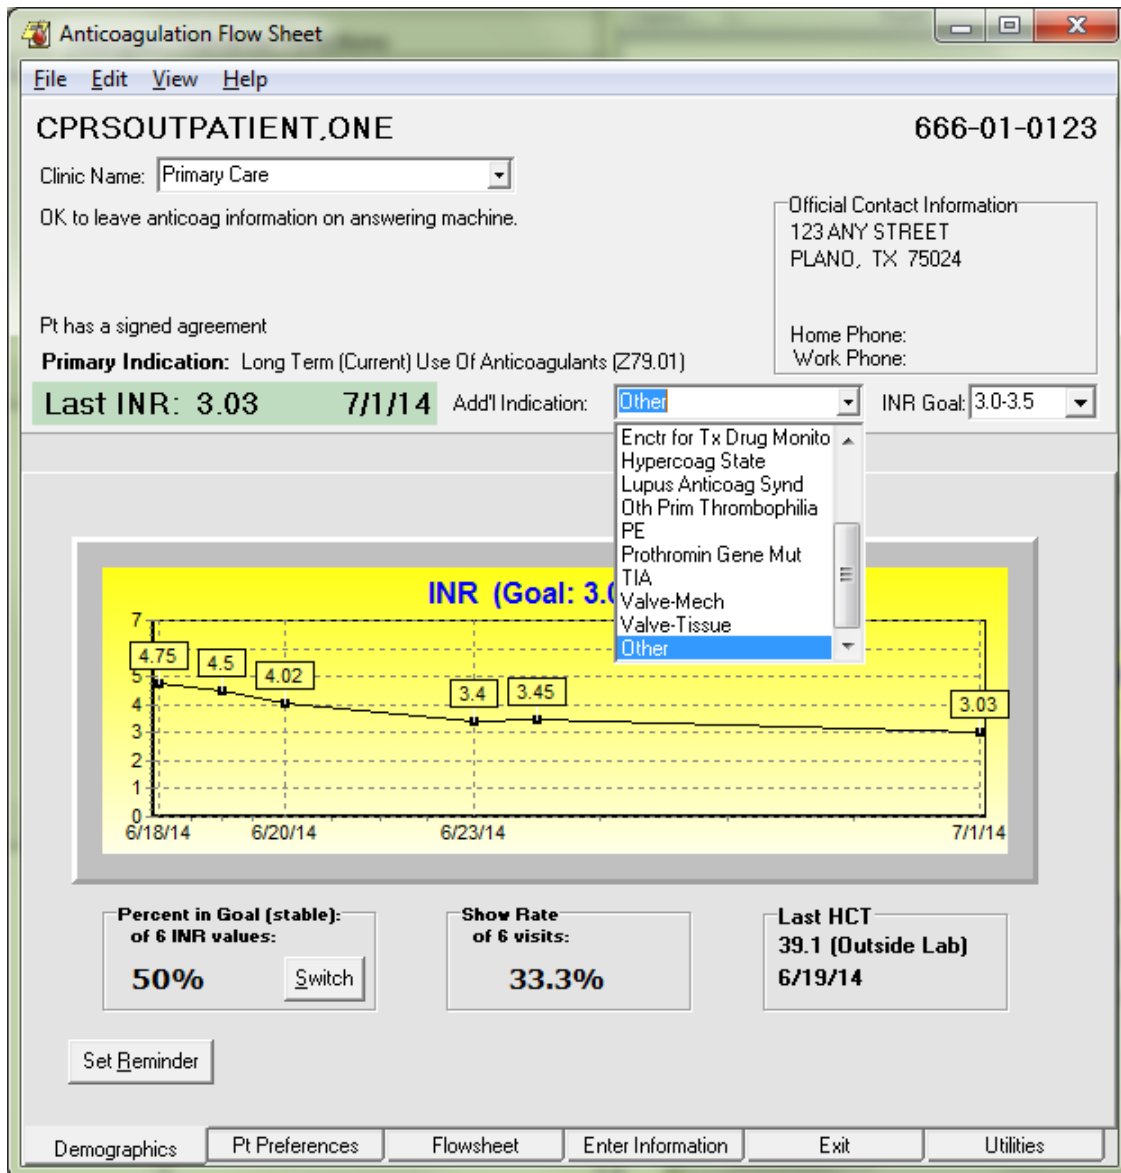 Anticoagulation Flow Sheet
File Edit View Help
CPRSOUTPATIENT,ONE 666-01-0123
Clinic Name: Primary Care
OK to leave anticoag information on answering machine.
Official Contact Information
123 ANY STREET
PLANO, TX 75024
Pt has a signed agreement
Home Phone:
Primary Indication: Long Term (Current) Use Of Anticoagulants (Z79.01)
Work Phone:
Last INR: 3.03 7/1/14 Add'l Indication: Other INR Goal: 3.0-3.5
Enctr for Tx Drug Monito
Hypercoag State
Lupus Anticoag Synd
Oth Prim Thrombophilia
PE
Prothromin Gene Mut
TIA
Valve-Mech
Valve-Tissue
Other
INR (Goal: 3.0
7
5
4
3
2
1
0
4.75
4.5
4.02
3.4
3.45
3.03
6/18/14 6/20/14 6/23/14 7/1/14
Percent in Goal (stable):
of 6 INR values:
50% Switch
Show Rate
of 6 visits:
33.3%
Last HCT
39.1 (Outside Lab)
6/19/14
Set Reminder
Demographics Pt Preferences Flowsheet Enter Information Exit Utilities